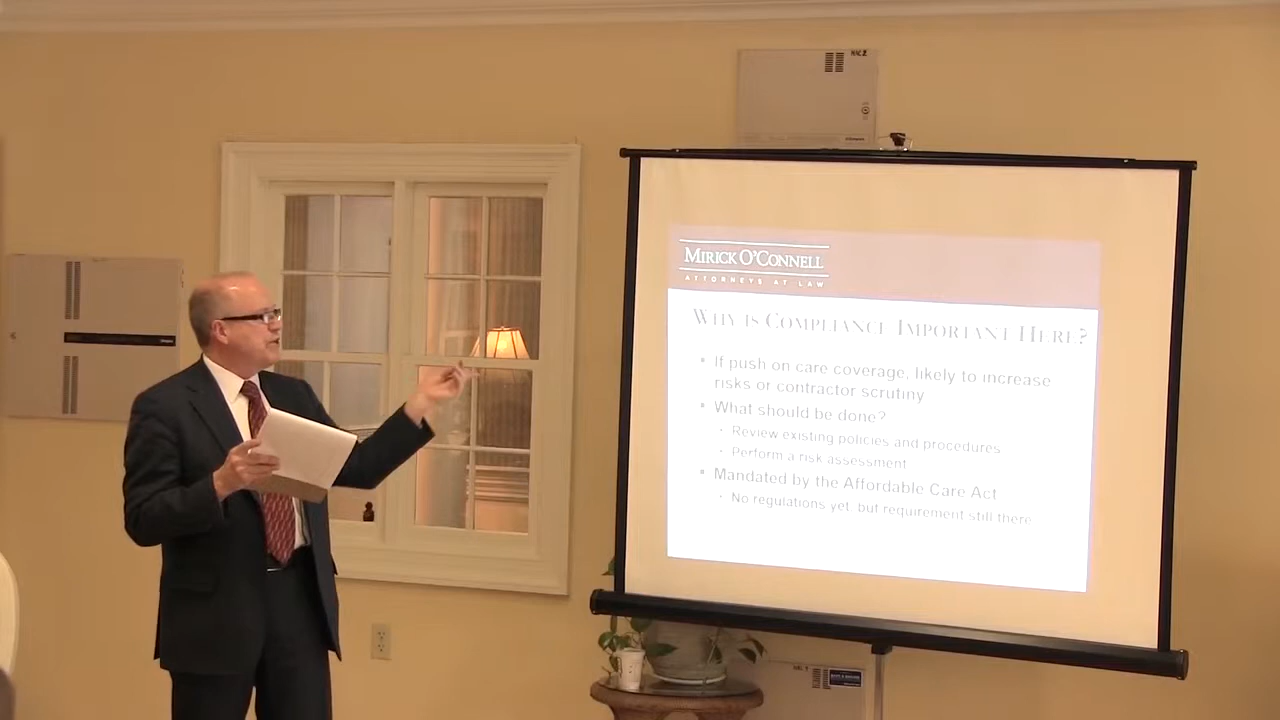 MIRICK O'CONNELL
ATTORNEYS AT LAW
WHY IS COMPLIANCE IMPORTANT HERE?
• If push on care coverage, likely to increase
risks or contractor scrutiny
• What should be done?
• Review existing policies and procedures
• Perform a risk assessment
• Mandated by the Affordable Care Act
• No regulations yet, but requirement still there